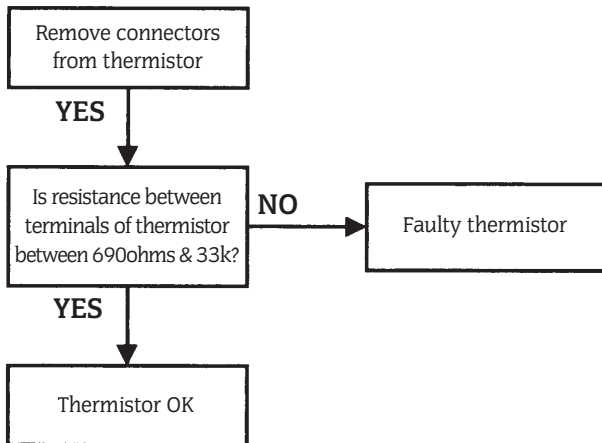 Remove connectors
from thermistor
YES
Is resistance between
terminals of thermistor
between 690ohms & 33k?
NO
Faulty thermistor
YES
Thermistor OK